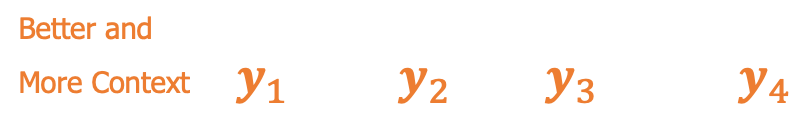 Better and
More Context y₁ y₂ y₃ y₄